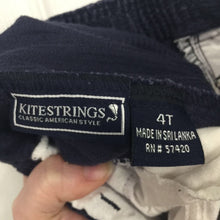 KITESTRINGS
CLASSIC AMERICAN STYLE
4T
MADE IN SRI LANKA
RN# 57420